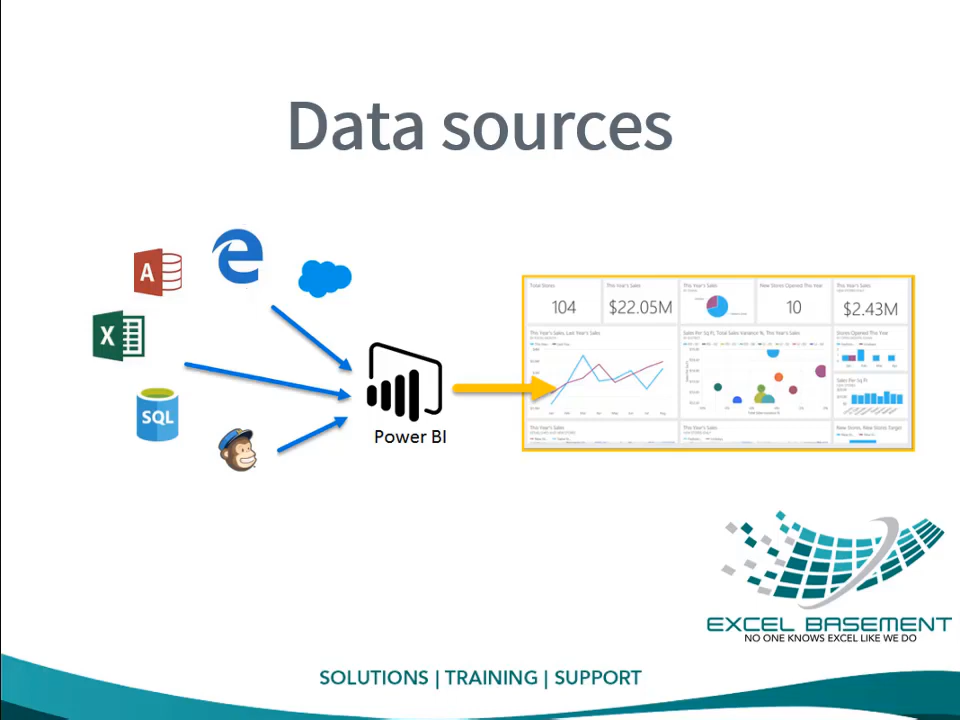 Data sources
A
X
SQL
Power BI
Total Stores
104
This Year's Sales
$22.05M
This Year's Sales
New Stores Opened This Year
10
This Year's Sales
$2.43M
This Year's Sales, Last Year's Sales
Sales Per Sq Ft, Total Sales Variance %, This Year's Sales
Stores Opened This Year
Sales Per Sq Ft
This Year's Sales
This Year's Sales
New Stores, New Stores Target
EXCEL BASEMENT
NO ONE KNOWS EXCEL LIKE WE DO
SOLUTIONS | TRAINING | SUPPORT